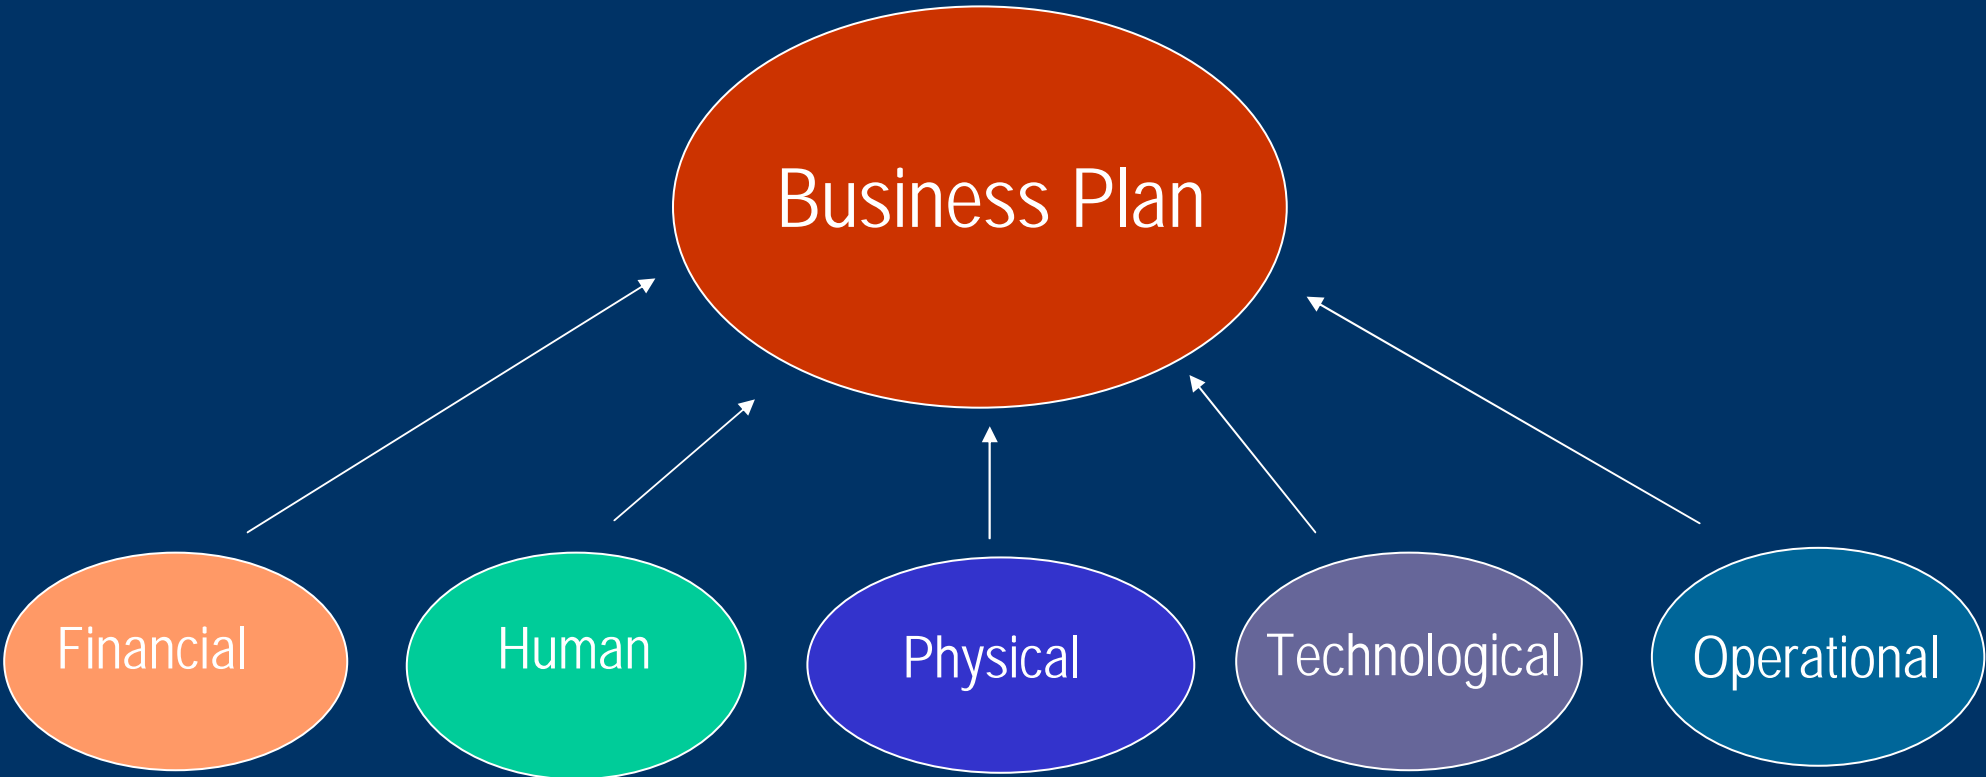 Business Plan
Financial
Human
Physical
Technological
Operational